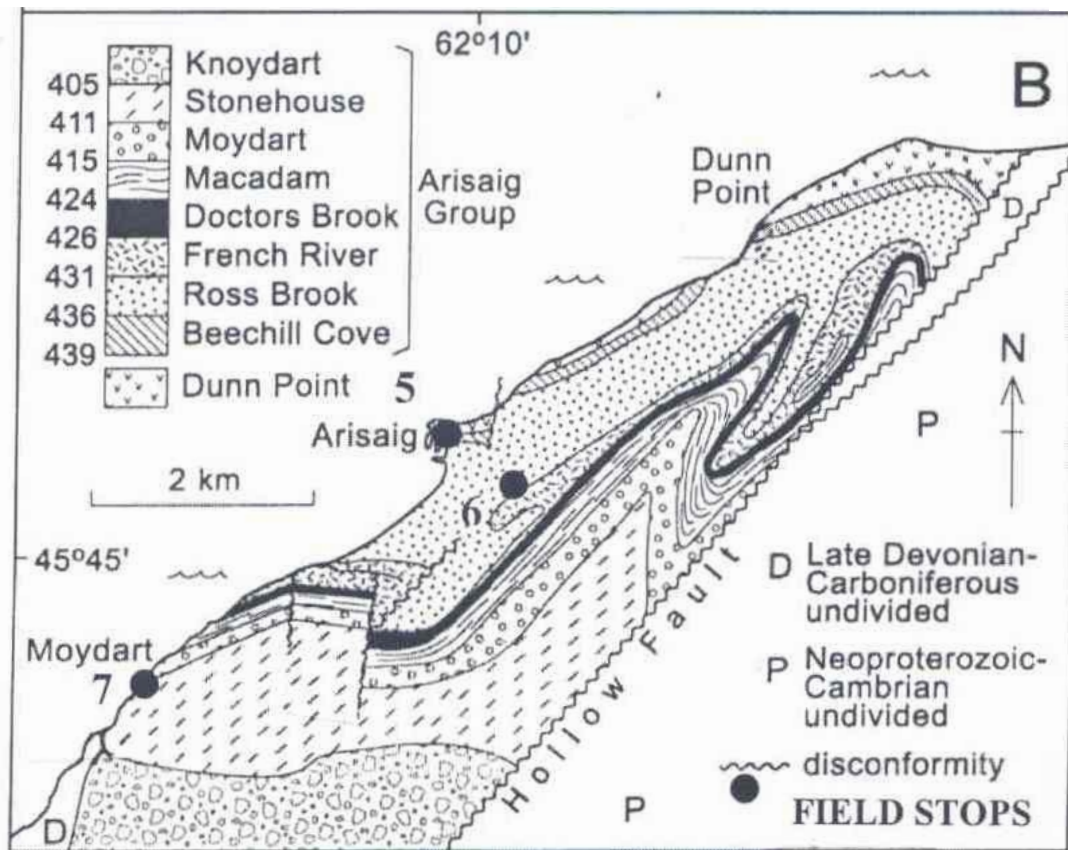 62°10'
B
Knoydart
405
Stonehouse
411
Moydart
415
Macadam
424
Doctors Brook
426
French River
431
Ross Brook
436
Beechill Cove
439
Arisaig
Group
Dunn Point
5
Dunn
Point
D
Arisaig
2 km
6
N
P
45°45'
Moydart
7
Hollow Fault
D Late Devonian-
Carboniferous
undivided
P Neoproterozoic-
Cambrian
undivided
disconformity
FIELD STOPS
D
P